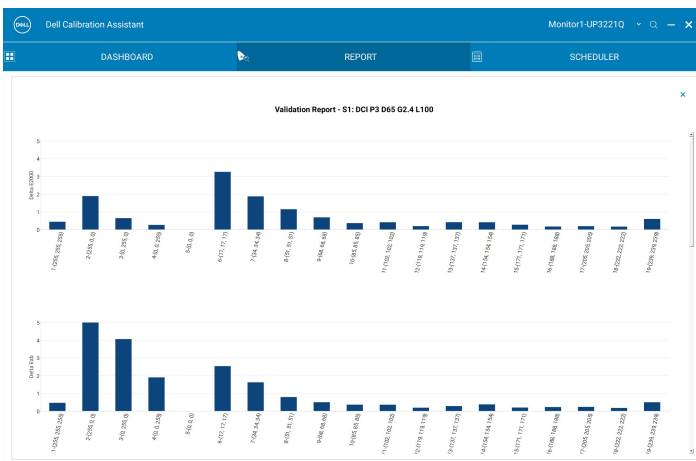 DELL
Dell Calibration Assistant
Monitor1-UP3221Q
DASHBOARD
REPORT
SCHEDULER
Validation Report - S1: DCI P3 D65 G2.4 L100
Delta E2000
5
4
3
2
1
0
1-(255, 255, 255)
2-(255, 0, 0)
3-(0, 255, 0)
4-(0, 0, 255)
5-(0, 0, 0)
6-(17, 17, 17)
7-(34, 34, 34)
8-(51, 51, 51)
9-(68, 68, 68)
10-(85, 85, 85)
11-(102, 102, 102)
12-(119, 119, 119)
13-(137, 137, 137)
14-(154, 154, 154)
15-(171, 171, 171)
16-(188, 188, 188)
17-(205, 205, 205)
18-(222, 222, 222)
19-(239, 239, 239)
Delta Eab
5
4
3
2
1
0
1-(255, 255, 255)
2-(255, 0, 0)
3-(0, 255, 0)
4-(0, 0, 255)
5-(0, 0, 0)
6-(17, 17, 17)
7-(34, 34, 34)
8-(51, 51, 51)
9-(68, 68, 68)
10-(85, 85, 85)
11-(102, 102, 102)
12-(119, 119, 119)
13-(137, 137, 137)
14-(154, 154, 154)
15-(171, 171, 171)
16-(188, 188, 188)
17-(205, 205, 205)
18-(222, 222, 222)
19-(239, 239, 239)